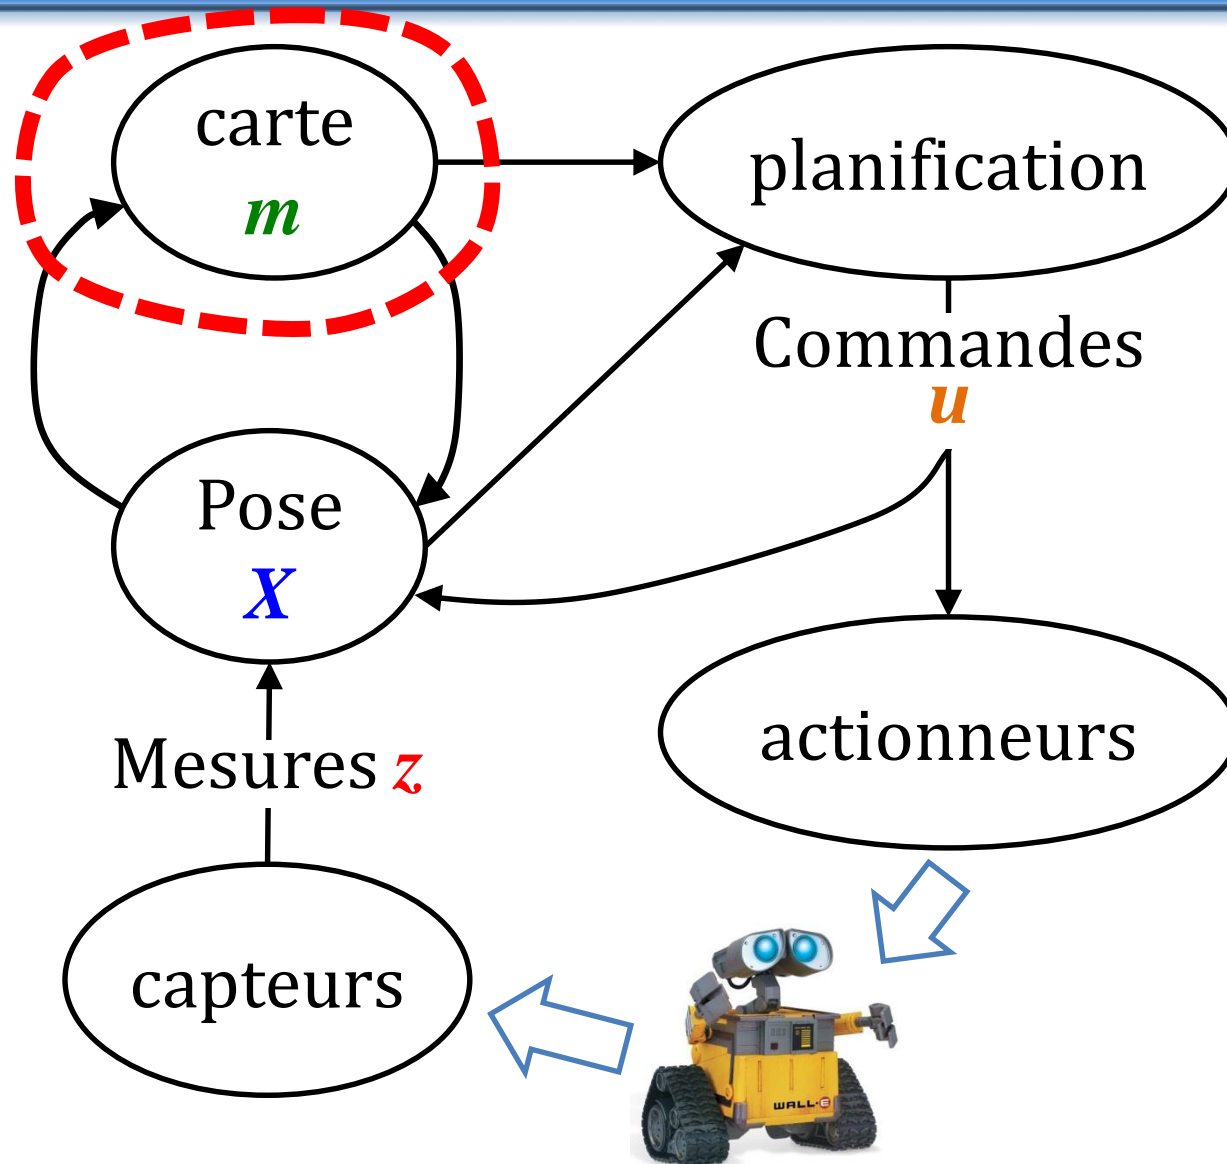 carte
m
planification
Commandes
u
Pose
X
Mesures z
actionneurs
capteurs
WALL·E